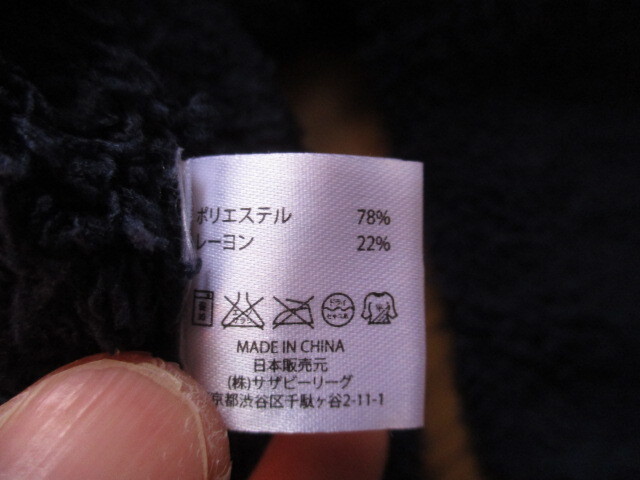 ポリエステル 78%
レーヨン 22%
MADE IN CHINA
日本販売元
(株)サザビーリーグ
京都渋谷区千駄ヶ谷2-11-1